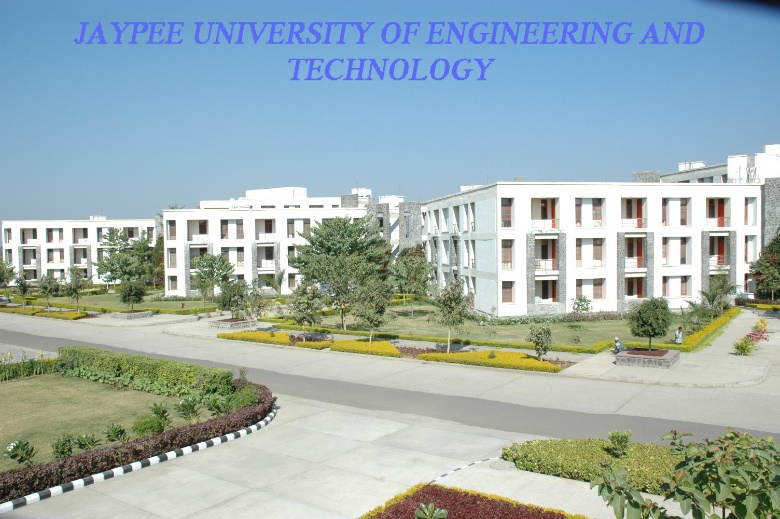 JAYPEE UNIVERSITY OF ENGINEERING AND
TECHNOLOGY